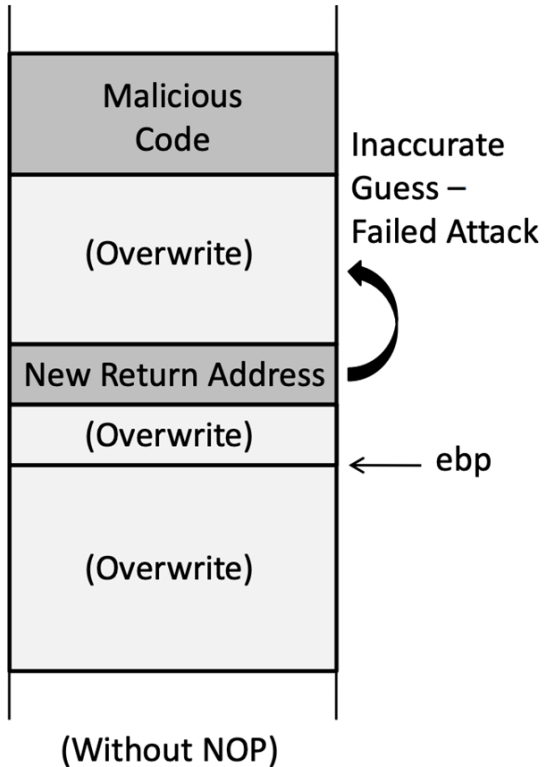 Malicious
Code
Inaccurate
Guess –
Failed Attack
(Overwrite)
New Return Address
(Overwrite)
ebp
(Overwrite)
(Without NOP)